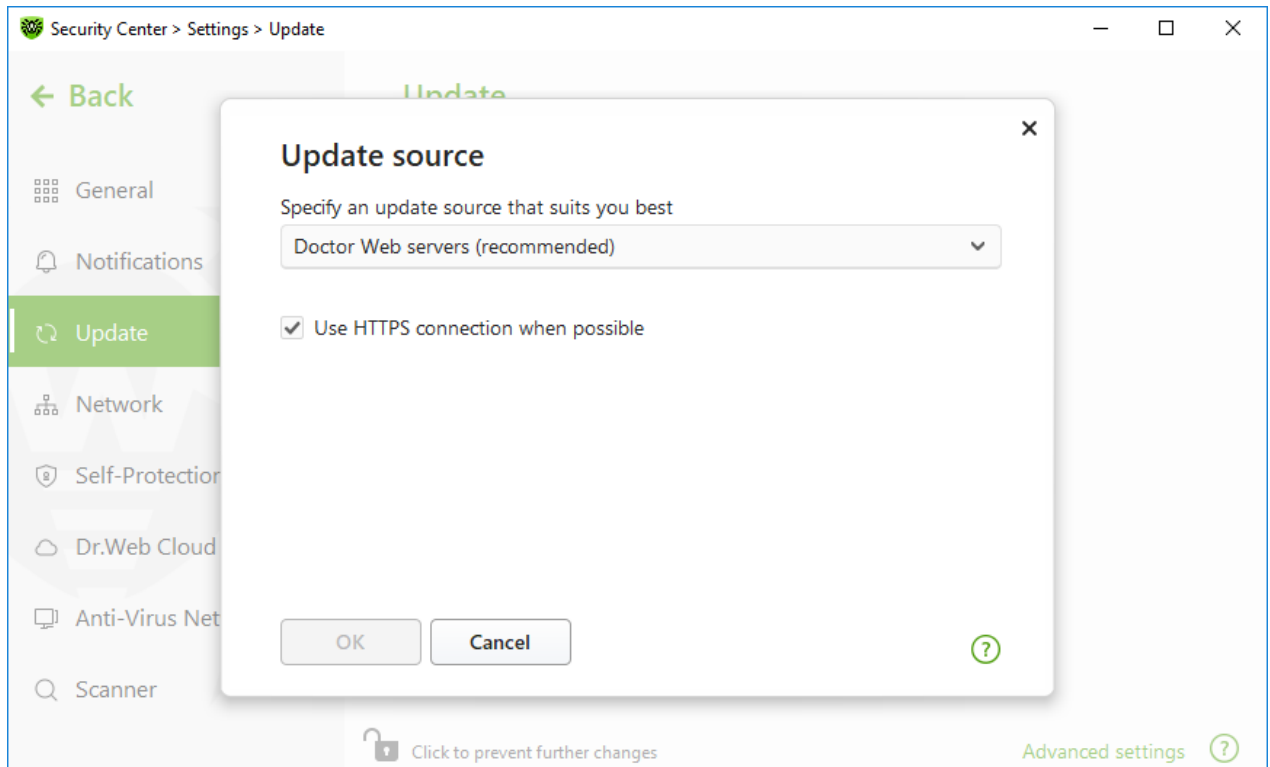 Security Center > Settings > Update
Back
Update
Update source
Specify an update source that suits you best
Doctor Web servers (recommended)
Use HTTPS connection when possible
OK
Cancel
?
General
Notifications
Update
Network
Self-Protection
Dr.Web Cloud
Anti-Virus Net
Scanner
Click to prevent further changes
Advanced settings
?